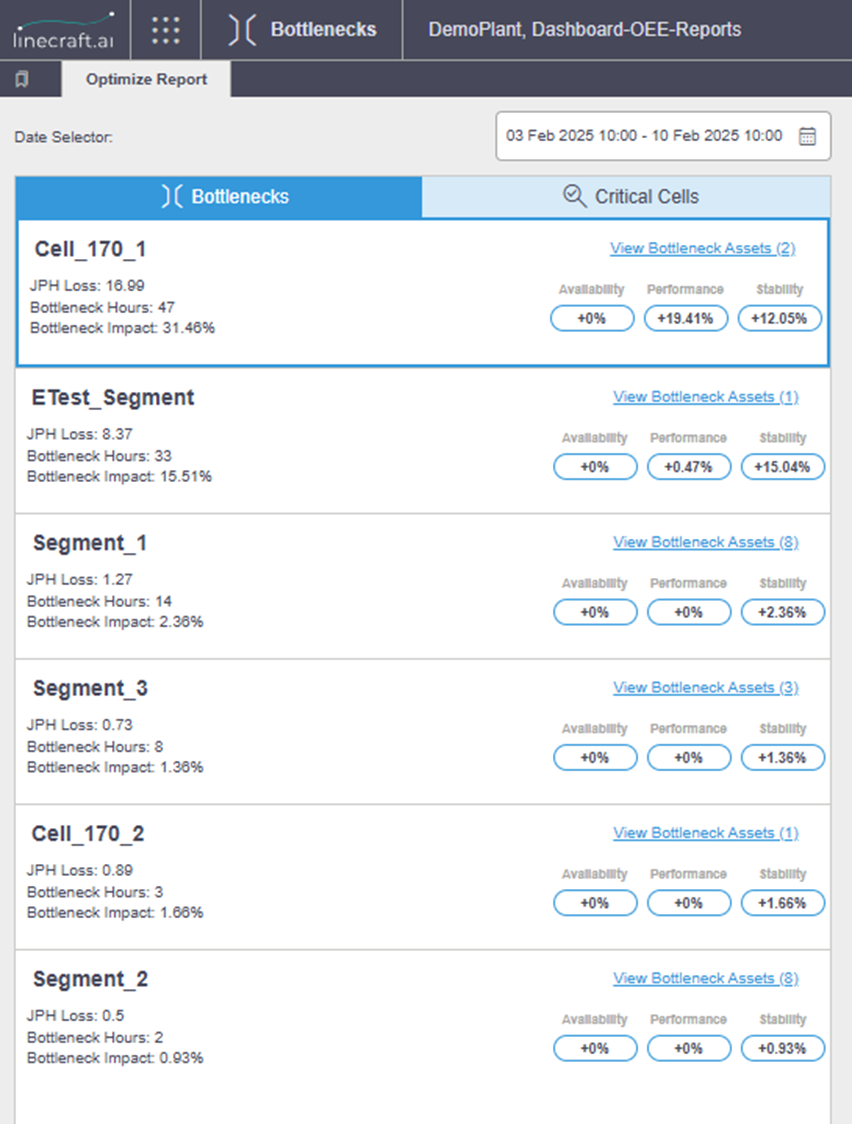 linecraft.ai
Bottlenecks
DemoPlant, Dashboard-OEE-Reports
Optimize Report
Date Selector:
03 Feb 2025 10:00 - 10 Feb 2025 10:00
Bottlenecks
Critical Cells
Cell_170_1
View Bottleneck Assets (2)
JPH Loss: 16.99
Bottleneck Hours: 47
Bottleneck Impact: 31.46%
Availability Performance Stability
+0% +19.41% +12.05%
ETest_Segment
View Bottleneck Assets (1)
JPH Loss: 8.37
Bottleneck Hours: 33
Bottleneck Impact: 15.51%
Availability Performance Stability
+0% +0.47% +15.04%
Segment_1
View Bottleneck Assets (8)
JPH Loss: 1.27
Bottleneck Hours: 14
Bottleneck Impact: 2.36%
Availability Performance Stability
+0% +0% +2.36%
Segment_3
View Bottleneck Assets (3)
JPH Loss: 0.73
Bottleneck Hours: 8
Bottleneck Impact: 1.36%
Availability Performance Stability
+0% +0% +1.36%
Cell_170_2
View Bottleneck Assets (1)
JPH Loss: 0.89
Bottleneck Hours: 3
Bottleneck Impact: 1.66%
Availability Performance Stability
+0% +0% +1.66%
Segment_2
View Bottleneck Assets (8)
JPH Loss: 0.5
Bottleneck Hours: 2
Bottleneck Impact: 0.93%
Availability Performance Stability
+0% +0% +0.93%